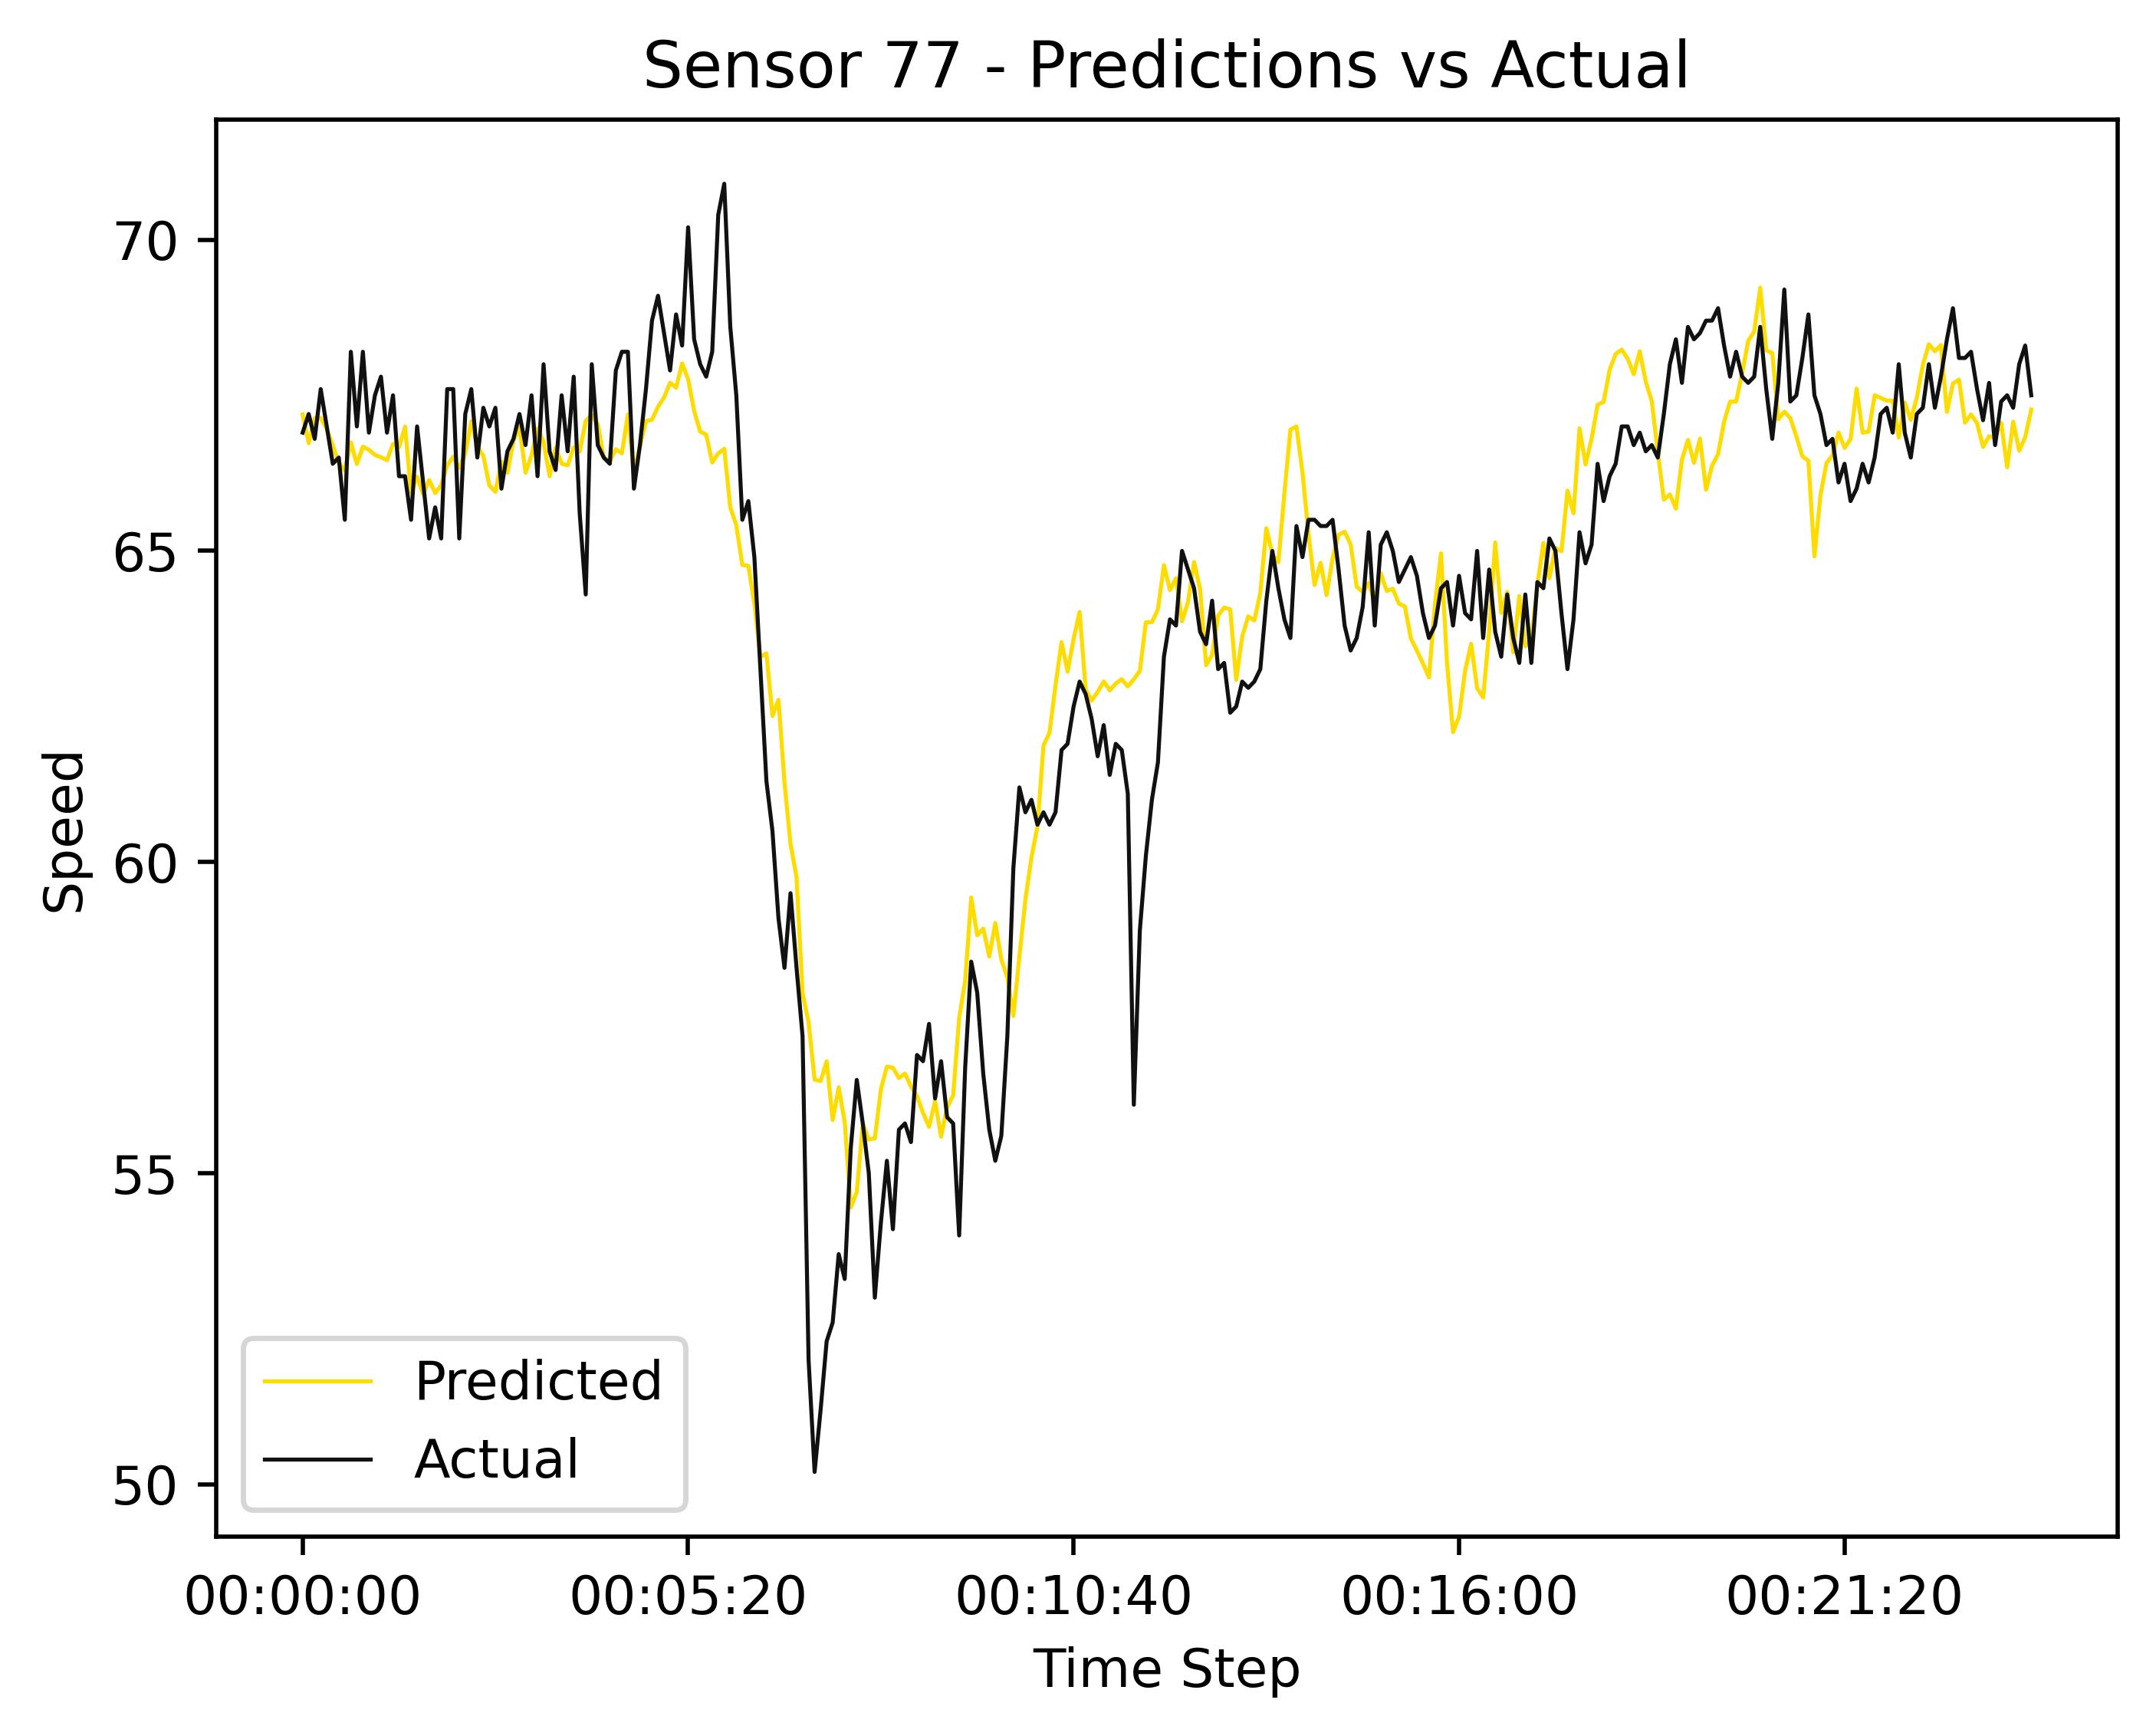 Sensor 77 - Predictions vs Actual
70
65
60
55
50
Speed
Predicted
Actual
00:00:00 00:05:20 00:10:40 00:16:00 00:21:20
Time Step